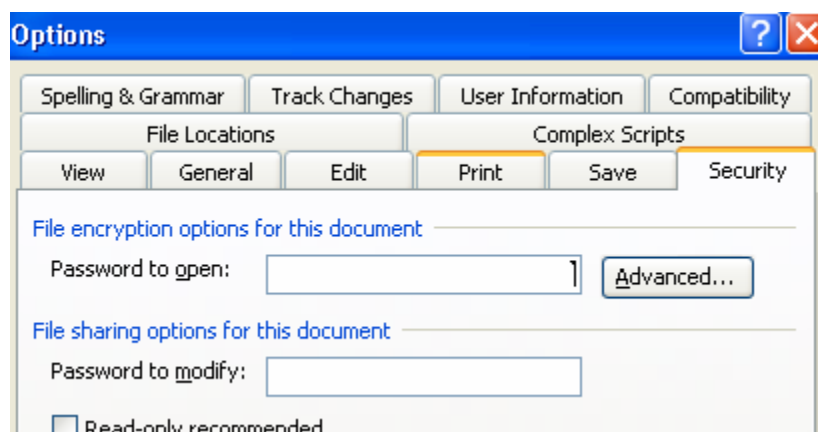 Options
Spelling & Grammar Track Changes User Information Compatibility
File Locations Complex Scripts
View General Edit Print Save Security
File encryption options for this document
Password to open: Advanced...
File sharing options for this document
Password to modify:
Read-only recommended